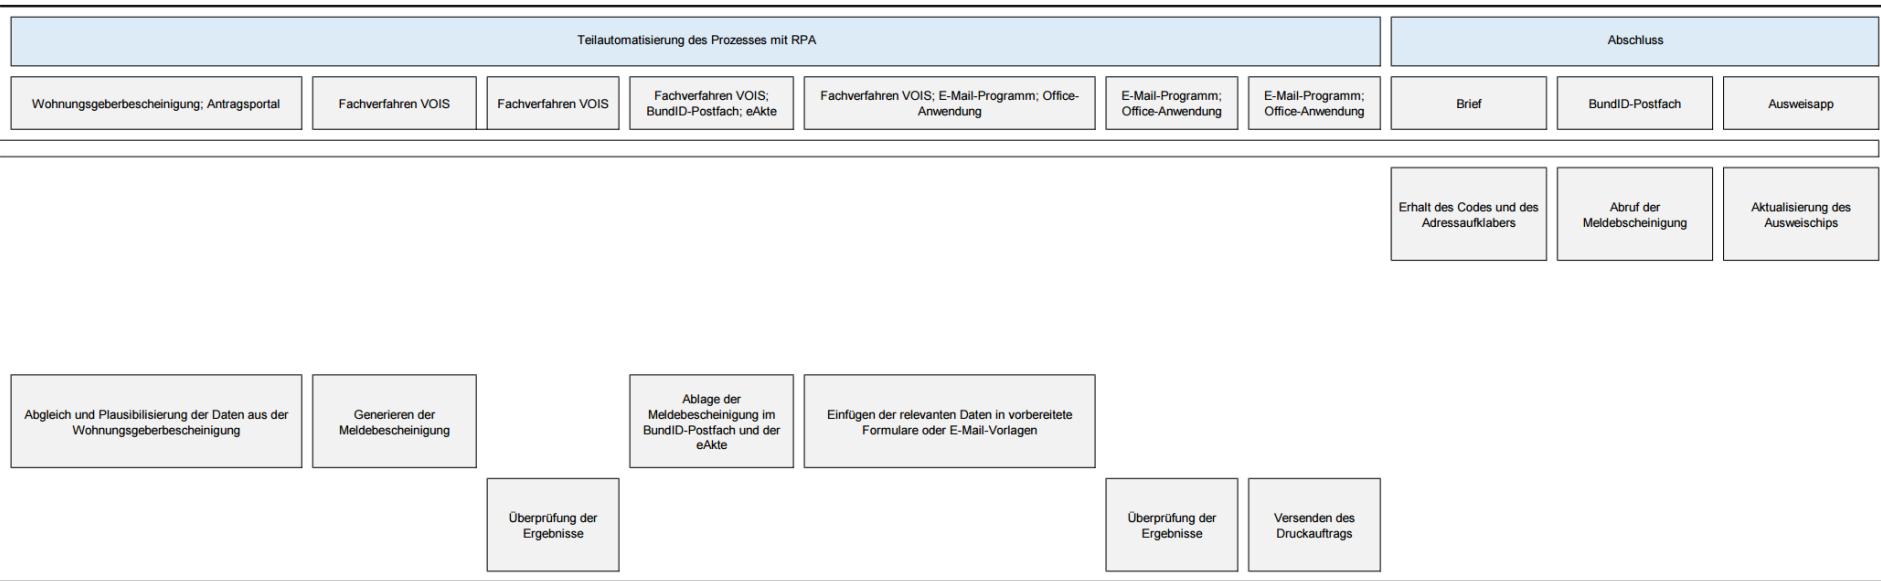 Teilautomatisierung des Prozesses mit RPA
Abschluss
Wohnungsgeberbescheinigung; Antragsportal
Fachverfahren VOIS
Fachverfahren VOIS
Fachverfahren VOIS;
BundID-Postfach; eAkte
Fachverfahren VOIS; E-Mail-Programm; Office-
Anwendung
E-Mail-Programm;
Office-Anwendung
E-Mail-Programm;
Office-Anwendung
Brief
BundID-Postfach
Ausweisapp
Erhalt des Codes und des
Adressaufklabers
Abruf der
Meldebscheinigung
Aktualisierung des
Ausweischips
Abgleich und Plausibilisierung der Daten aus der
Wohnungsgeberbescheinigung
Generieren der
Meldebescheinigung
Ablage der
Meldebescheinigung im
BundID-Postfach und der
eAkte
Einfügen der relevanten Daten in vorbereitete
Formulare oder E-Mail-Vorlagen
Überprüfung der
Ergebnisse
Überprüfung der
Ergebnisse
Versenden des
Druckauftrags